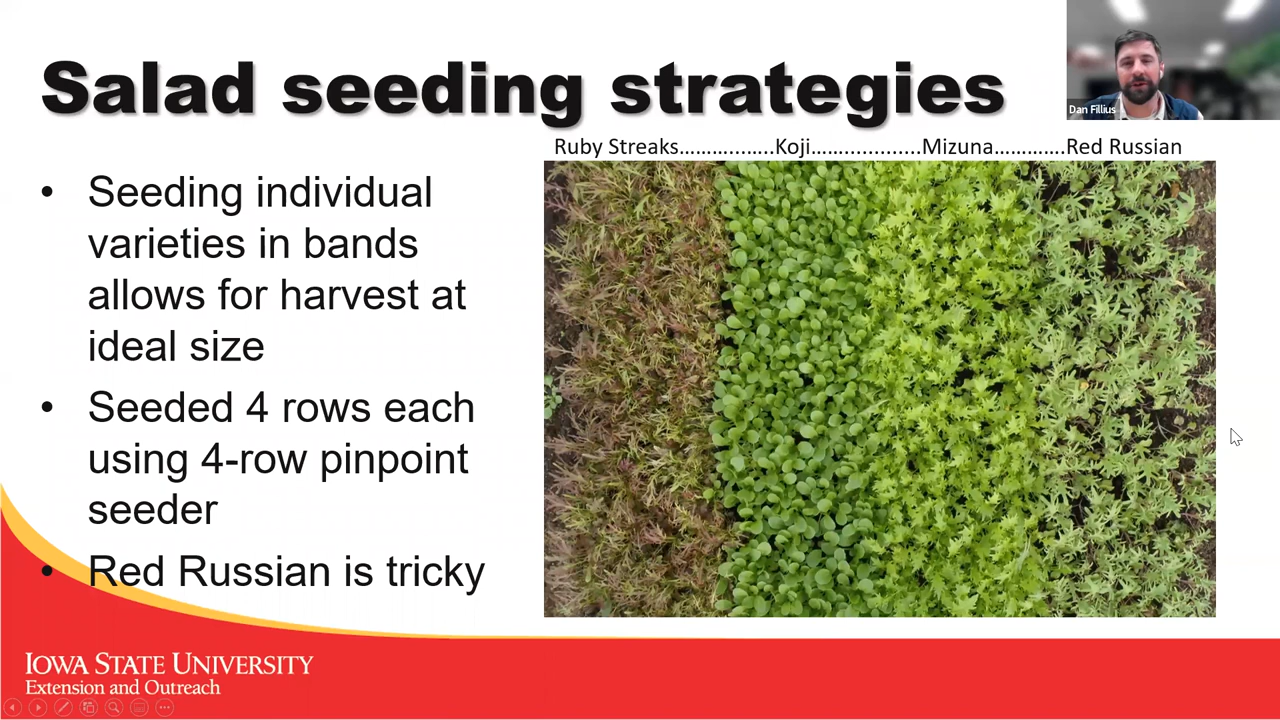 Salad seeding strategies
Dan Fillius
Ruby Streaks………...…..Koji……...........Mizuna………….Red Russian
• Seeding individual
varieties in bands
allows for harvest at
ideal size
• Seeded 4 rows each
using 4-row pinpoint
seeder
• Red Russian is tricky
IOWA STATE UNIVERSITY
Extension and Outreach